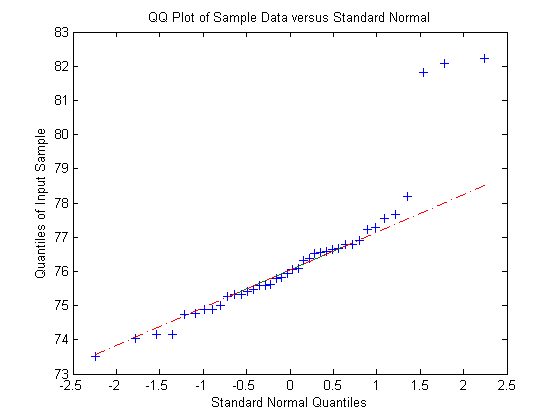 QQ Plot of Sample Data versus Standard Normal
83
82
81
80
79
78
77
76
75
74
73
Quantiles of Input Sample
-2.5 -2 -1.5 -1 -0.5 0 0.5 1 1.5 2 2.5
Standard Normal Quantiles